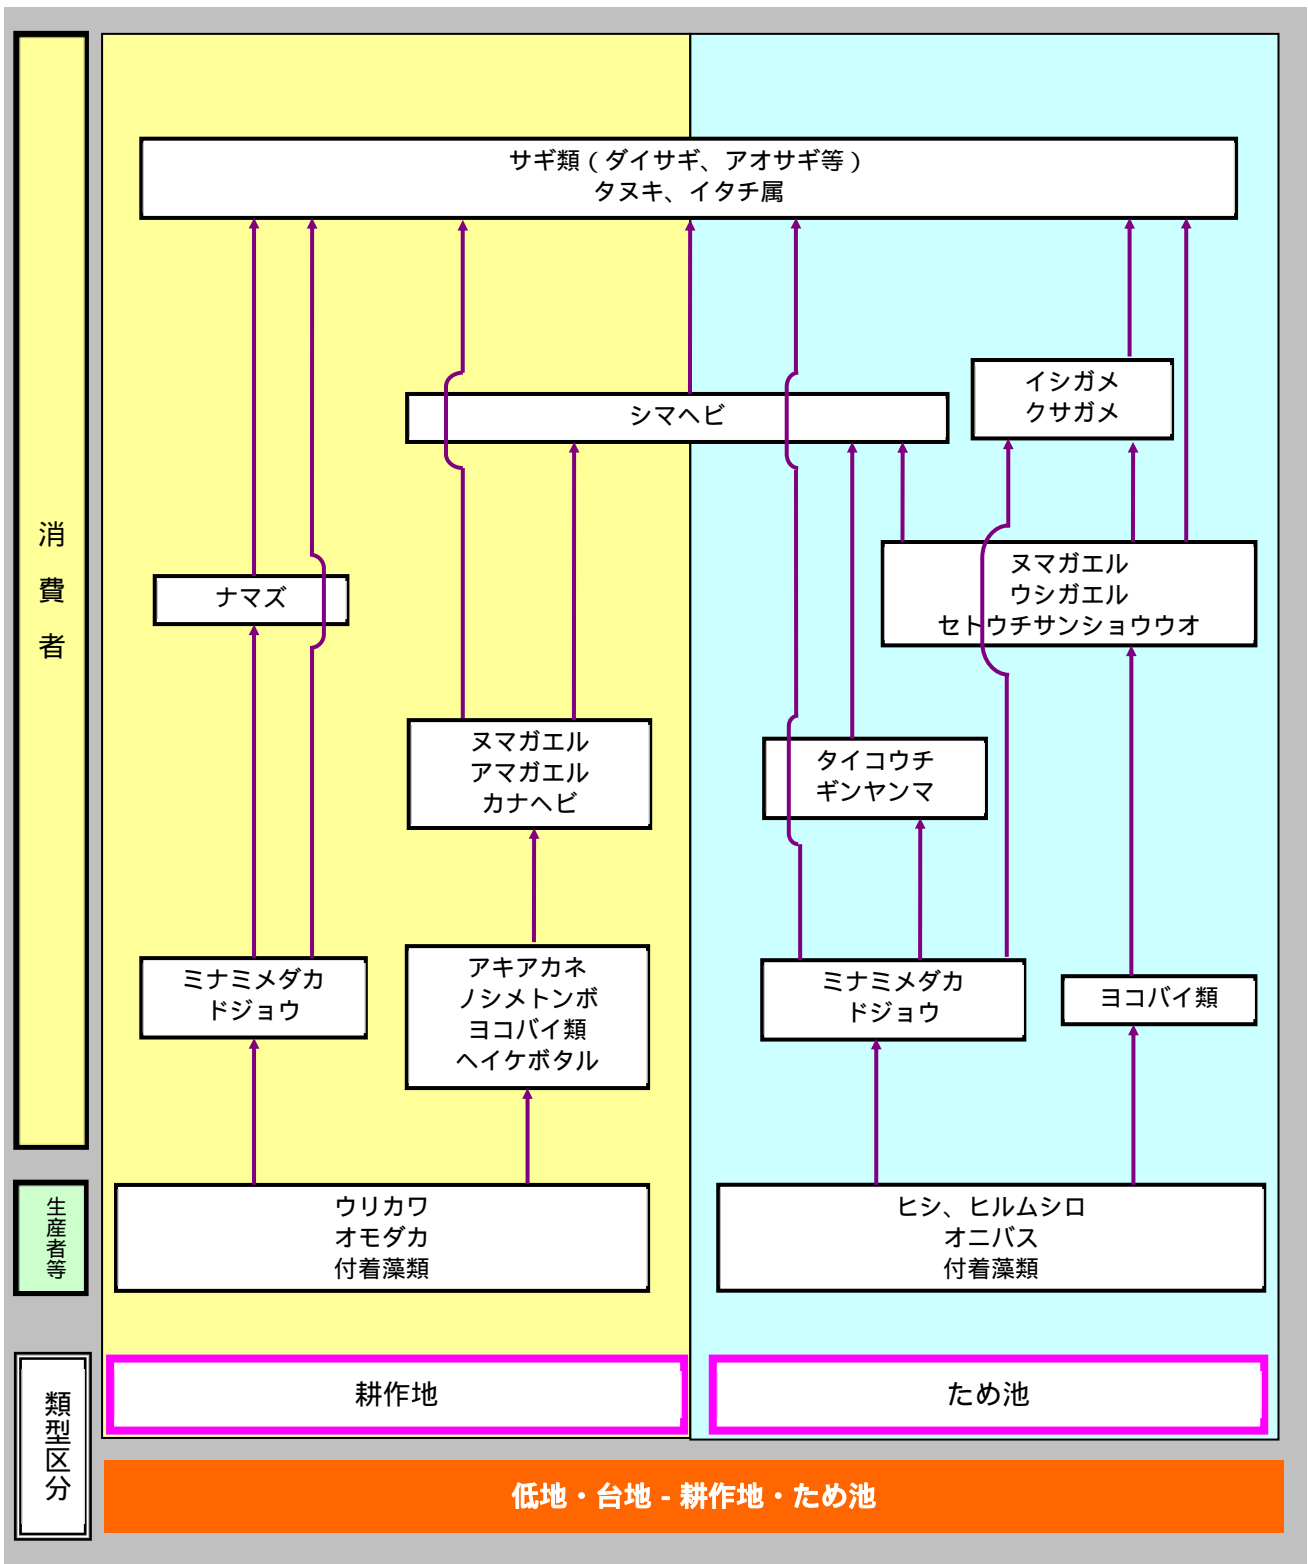 サギ類（ダイサギ、アオサギ等）
タヌキ、イタチ属
イシガメ
クサガメ
シマヘビ
消費者
ナマズ
ヌマガエル
ウシガエル
セトウチサンショウウオ
ヌマガエル
アマガエル
カナヘビ
タイコウチ
ギンヤンマ
ミナミメダカ
ドジョウ
アキアカネ
ノシメトンボ
ヨコバイ類
ヘイケボタル
ミナミメダカ
ドジョウ
ヨコバイ類
生産者等
ウリカワ
オモダカ
付着藻類
ヒシ、ヒルムシロ
オニバス
付着藻類
類型区分
耕作地
ため池
低地・台地 - 耕作地・ため池